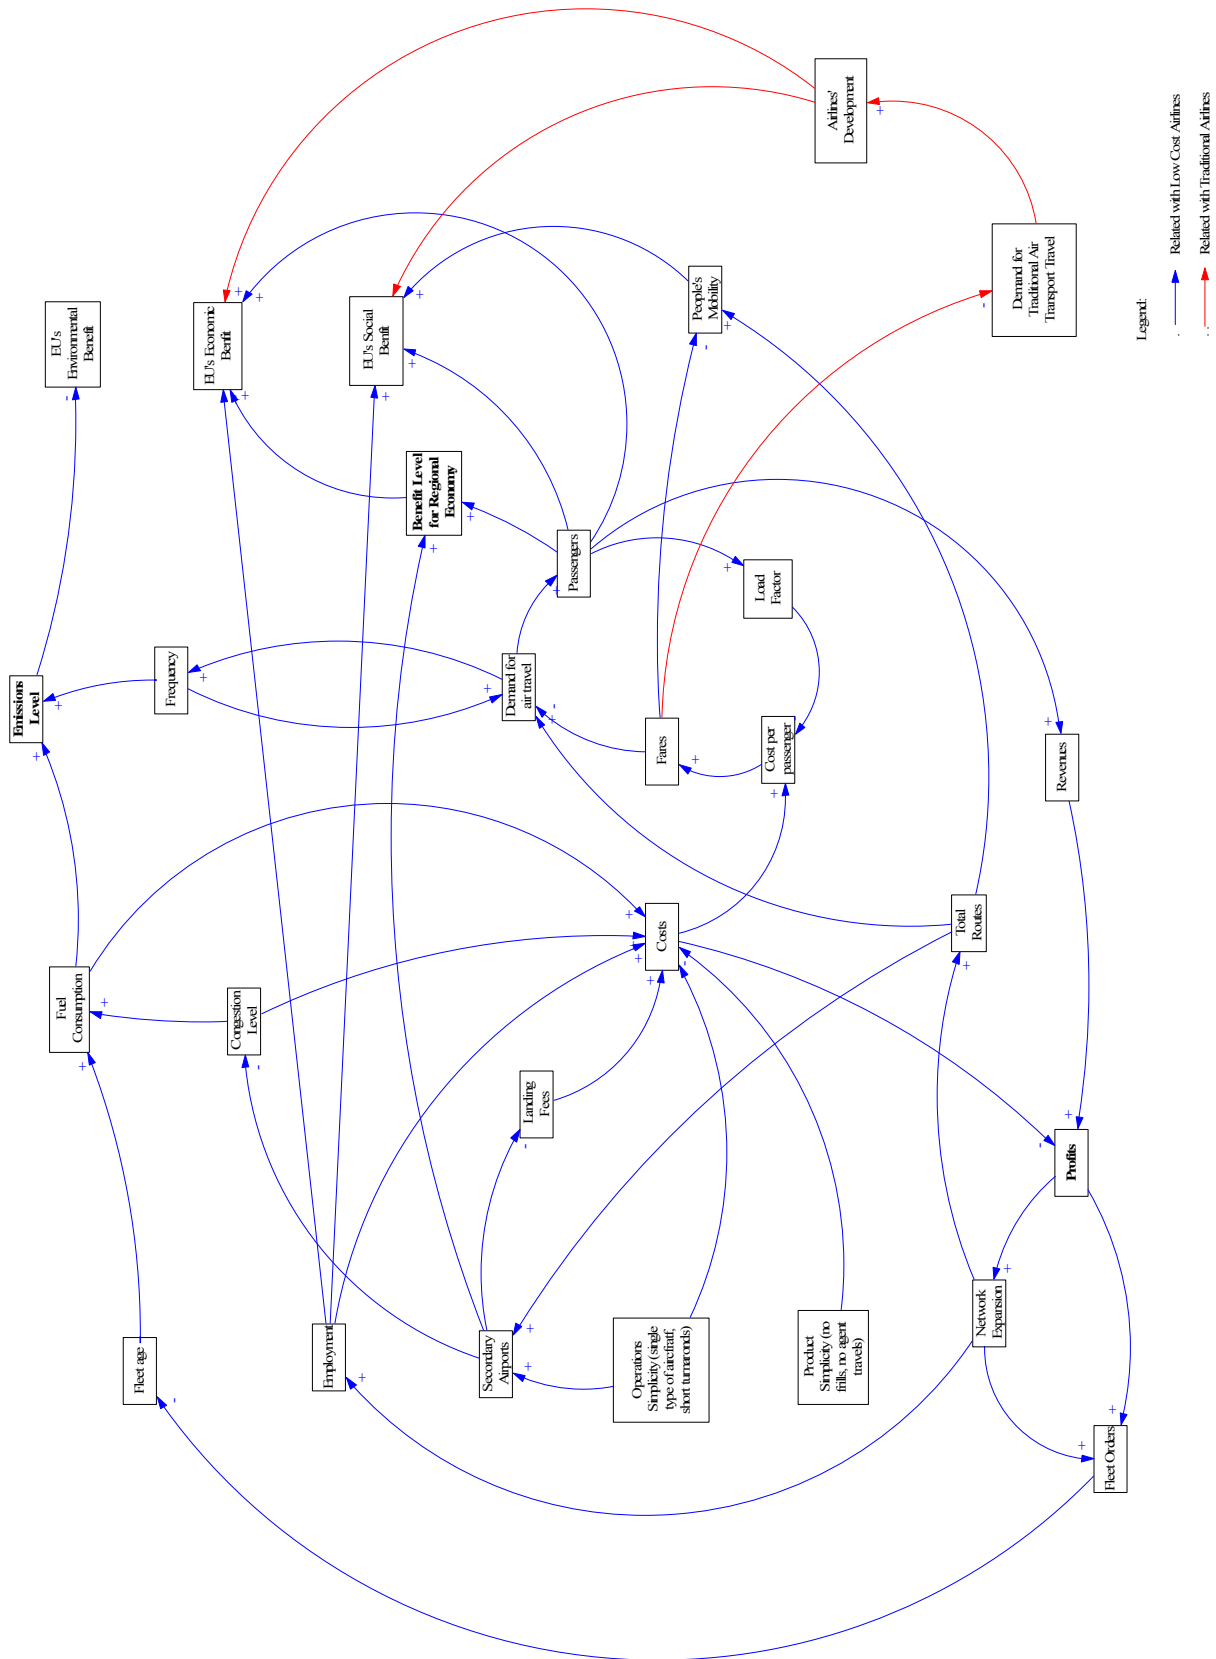 Emissions
Level
Fuel
Consumption
EU's
Environmental
Benefit
Fleet age
Frequency
EU's Economic
Benfit
Congestion
Level
Employment
EU's Social
Benfit
Benefit Level
for Regional
Economy
Secondary
Airports
Landing
Fees
Demand for
air travel
Passengers
Operations
Simplicity (single
type of aircfratf,
short turnaronds)
Costs
Fares
People's
Mobility
Product
Simplicity (no
frills, no agent
travels)
Cost per
passenger
Load
Factor
Airlines'
Development
Network
Expansion
Total
Routes
Demand for
Traditional Air
Transport Travel
Profits
Revenues
Fleet Orders
Legend:
Related with Low Cost Airlines
Related with Traditional Airlines